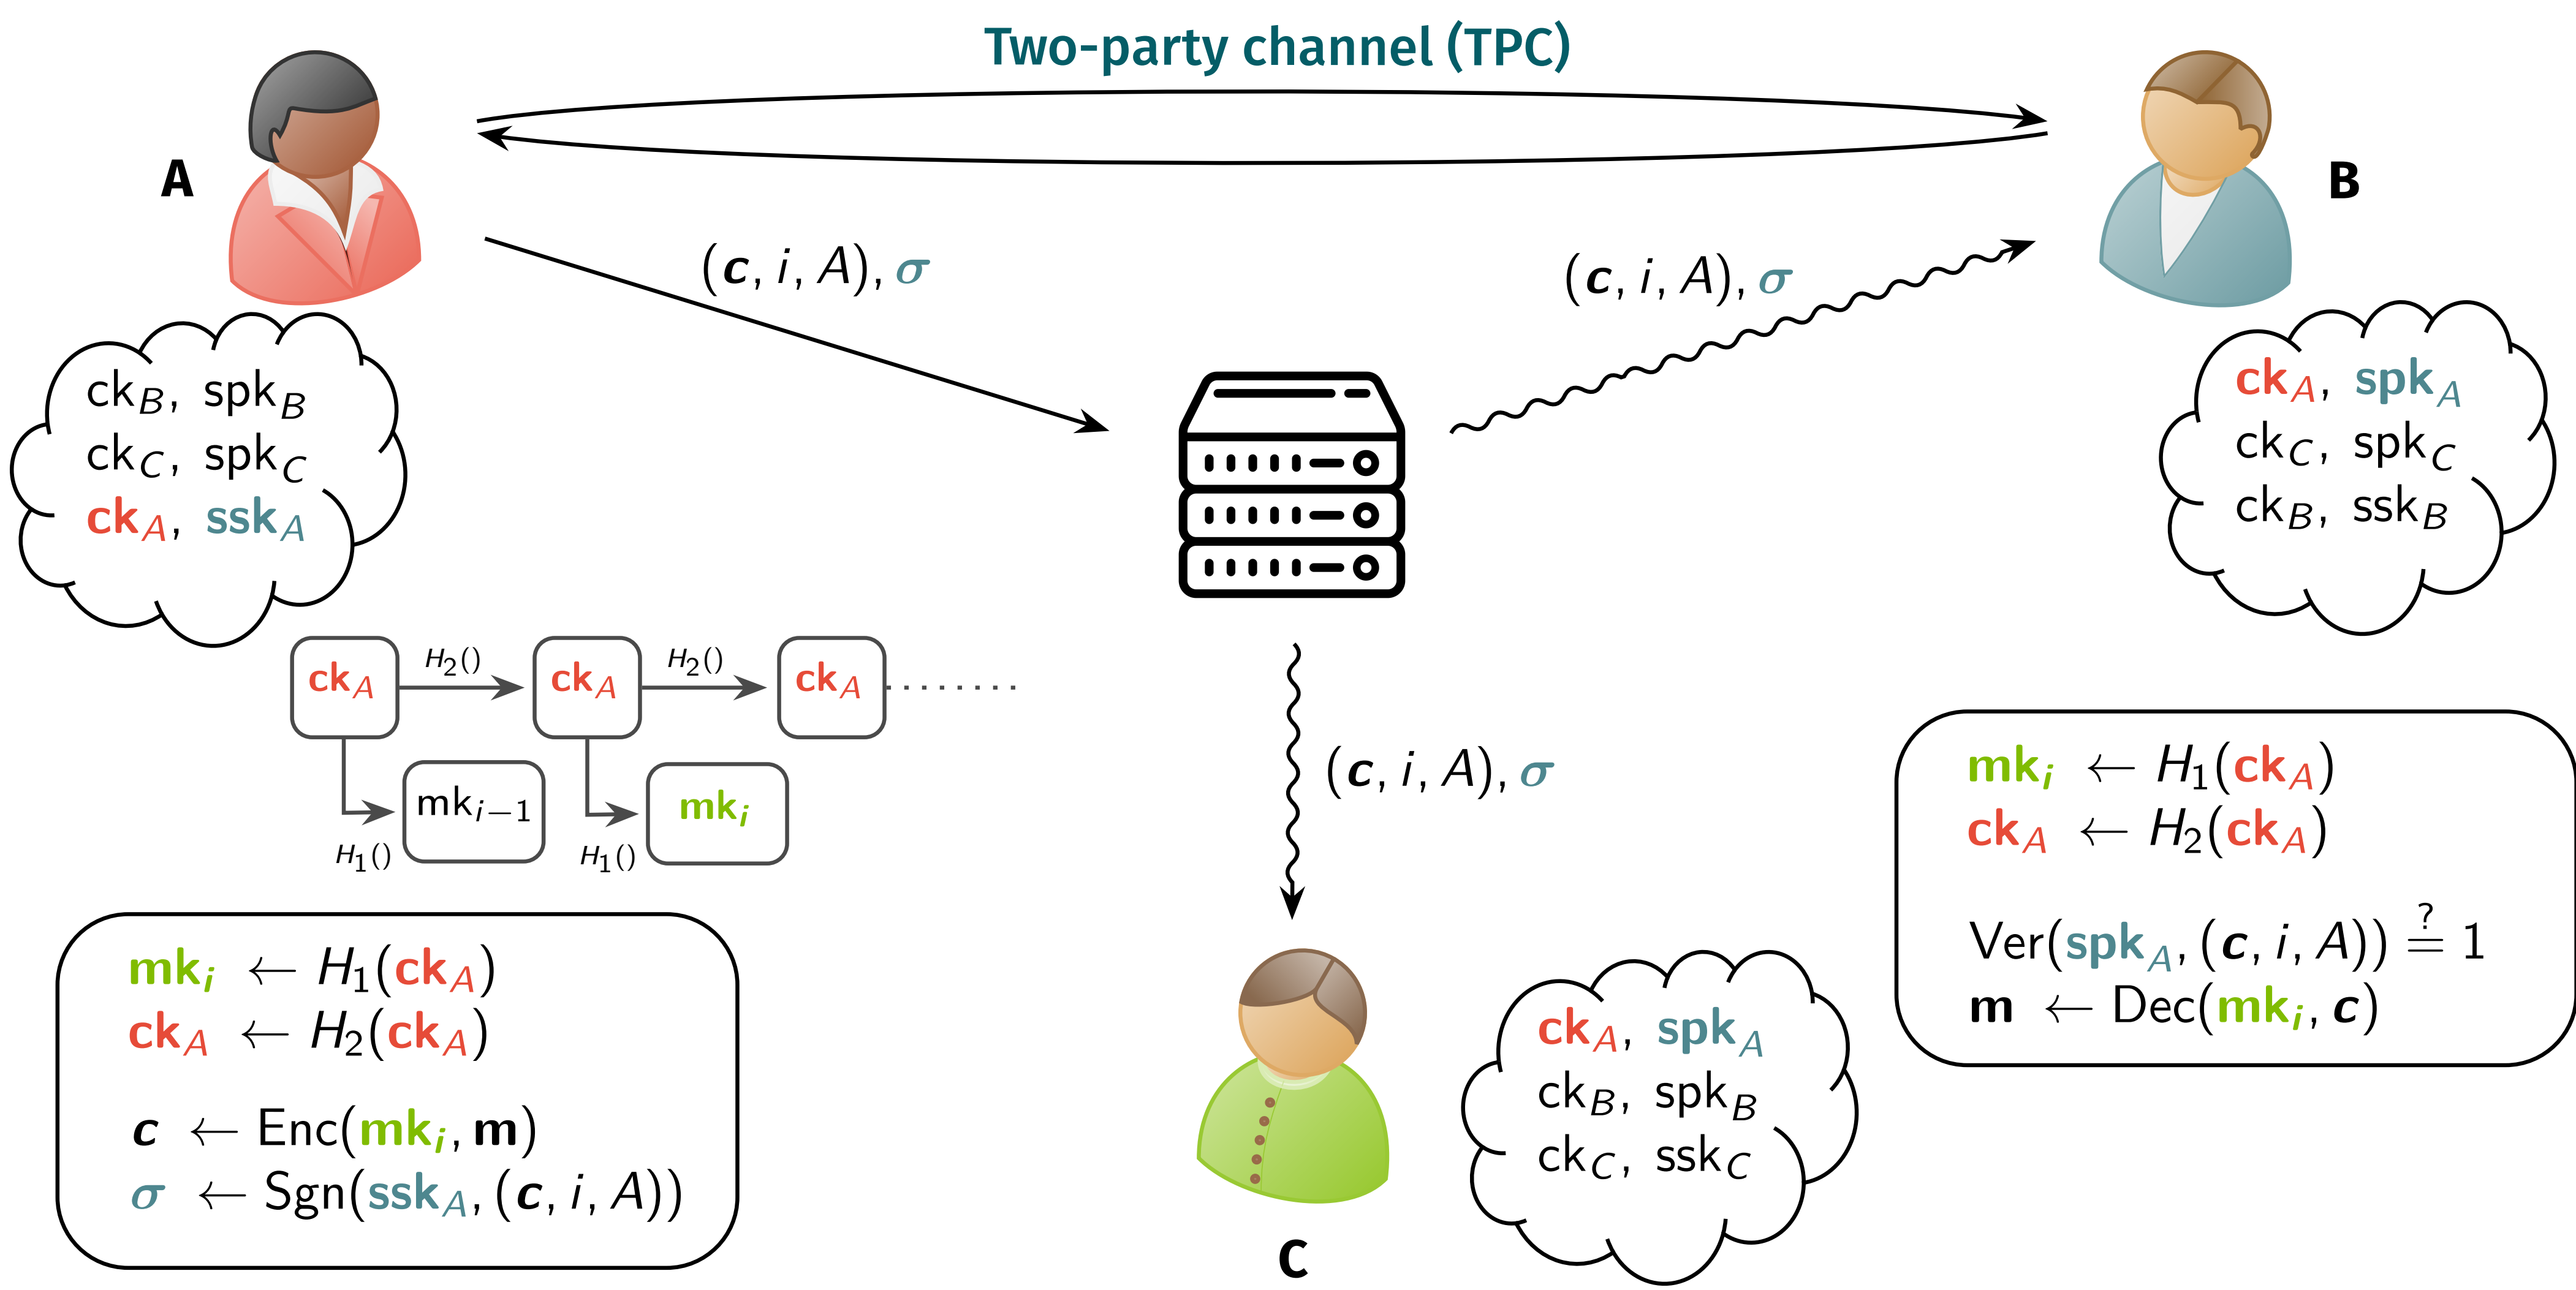 Two-party channel (TPC)
A
B
(c, i, A), σ
(c, i, A), σ
ck_B, spk_B
ck_C, spk_C
ck_A, ssk_A
ck_A, spk_A
ck_C, spk_C
ck_B, ssk_B
ck_A
H_2()
ck_A
H_2()
ck_A
........
H_1()
mk_{i−1}
H_1()
mk_i
(c, i, A), σ
mk_i ← H_1(ck_A)
ck_A ← H_2(ck_A)
c ← Enc(mk_i, m)
σ ← Sgn(ssk_A, (c, i, A))
C
ck_A, spk_A
ck_B, spk_B
ck_C, ssk_C
mk_i ← H_1(ck_A)
ck_A ← H_2(ck_A)
Ver(spk_A, (c, i, A)) ≟ 1
m ← Dec(mk_i, c)